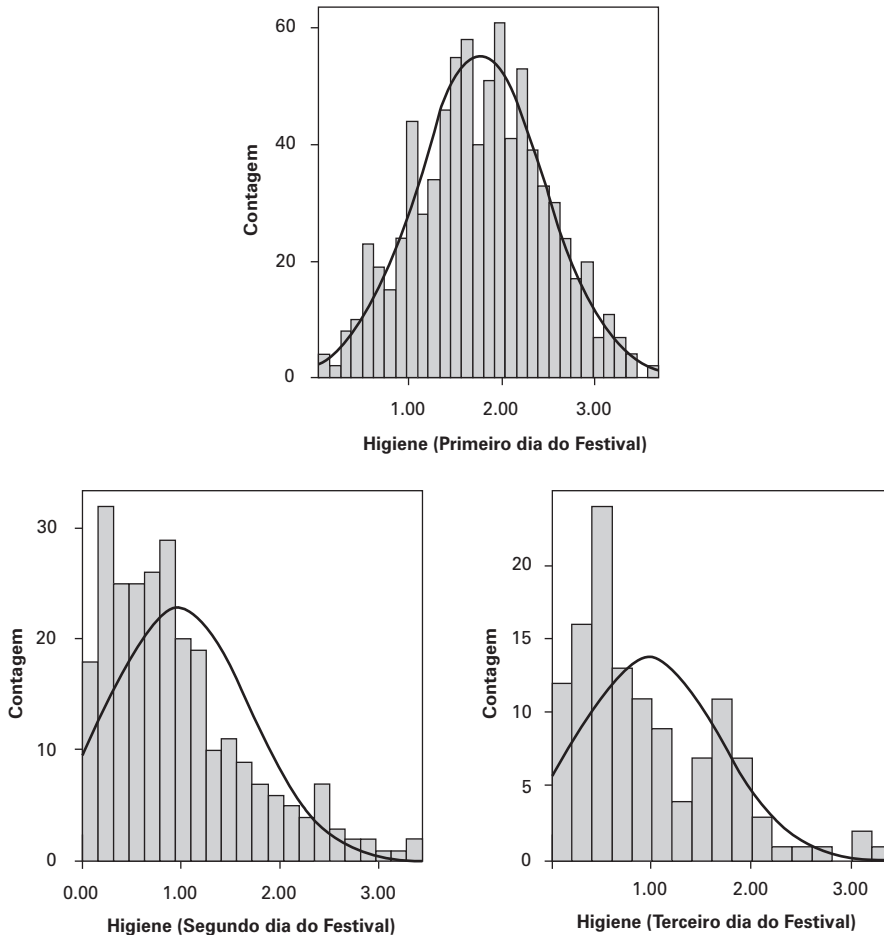 60
40
20
0
Contagem
1.00 2.00 3.00
Higiene (Primeiro dia do Festival)
30
20
10
0
Contagem
0.00 1.00 2.00 3.00
Higiene (Segundo dia do Festival)
20
15
10
5
0
Contagem
1.00 2.00 3.00
Higiene (Terceiro dia do Festival)